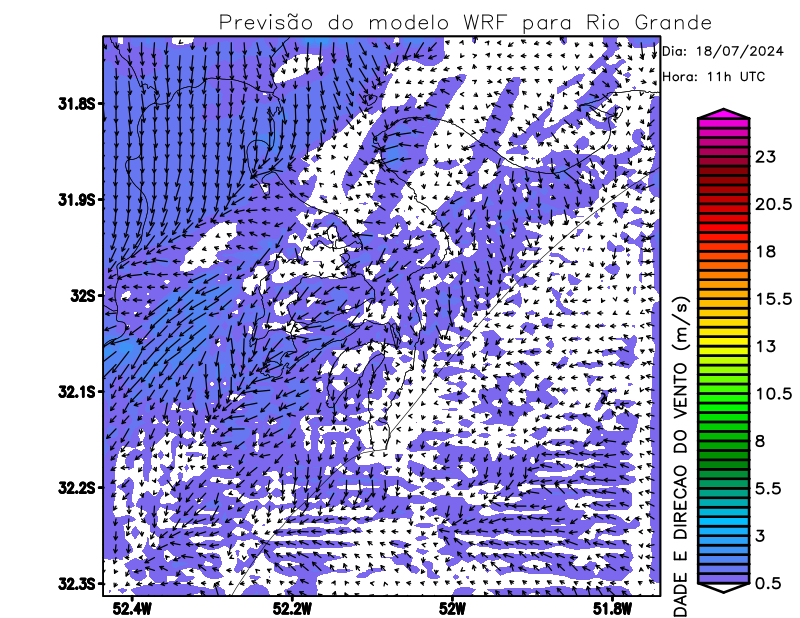 Previsão do modelo WRF para Rio Grande
Dia: 18/07/2024
Hora: 11h UTC
31.8S
31.9S
32S
32.1S
32.2S
32.3S
52.4W
52.2W
52W
51.8W
DADE E DIRECAO DO VENTO (m/s)
23
20.5
18
15.5
13
10.5
8
5.5
3
0.5